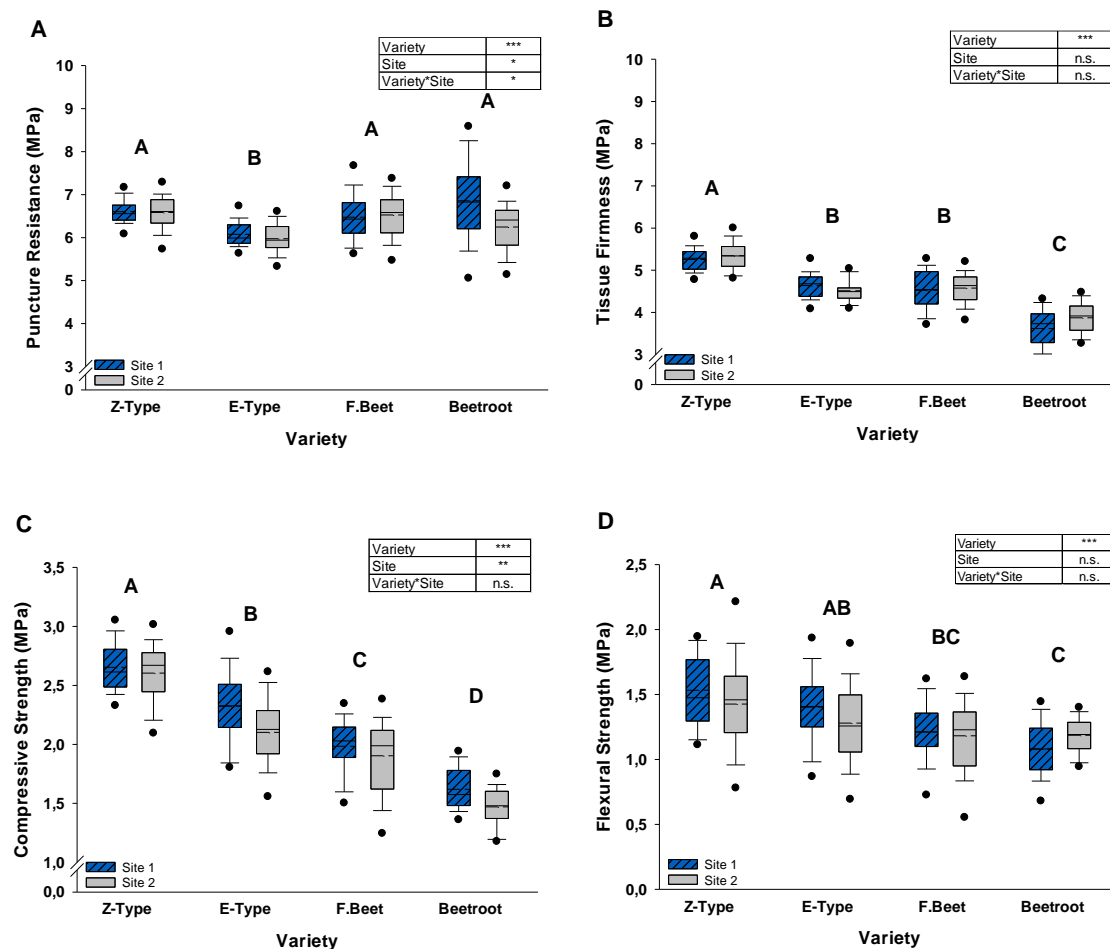 A
Variety ***
Site *
Variety*Site *
10
9
8
7
6
5
4
3
0
Puncture Resistance (MPa)
A
B
A
A
Site 1
Site 2
Z-Type E-Type F.Beet Beetroot
Variety
B
Variety ***
Site n.s.
Variety*Site n.s.
10
9
8
7
6
5
4
3
0
Tissue Firmness (MPa)
A
B
B
C
Site 1
Site 2
Z-Type E-Type F.Beet Beetroot
Variety
C
Variety ***
Site **
Variety*Site n.s.
3,5
3,0
2,5
2,0
1,5
1,0
0,0
Compressive Strength (MPa)
A
B
C
D
Site 1
Site 2
Z-Type E-Type F.Beet Beetroot
Variety
D
Variety ***
Site n.s.
Variety*Site n.s.
2,5
2,0
1,5
1,0
0,5
0,0
Flexural Strength (MPa)
A
AB
BC
C
Site 1
Site 2
Z-Type E-Type F.Beet Beetroot
Variety